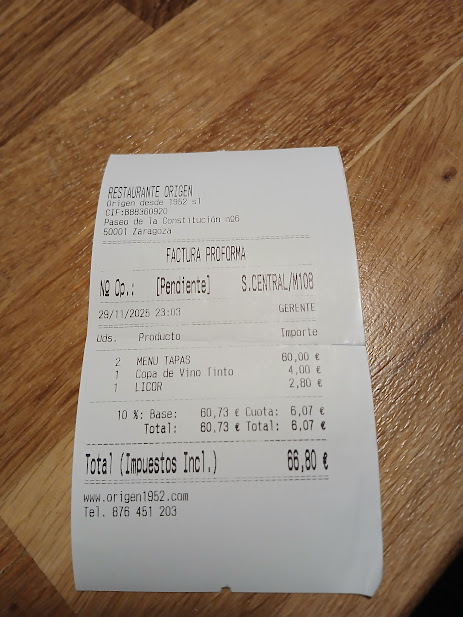 RESTAURANTE ORIGEN
Origen desde 1952 sl
CIF:B88360920
Paseo de la Constitución nº26
50001 Zaragoza
FACTURA PROFORMA
Nº Op.: [Pendiente] S.CENTRAL/M108
29/11/2025 23:03 GERENTE
Uds. Producto Importe
2 MENU TAPAS 60,00 €
1 Copa de Vino Tinto 4,00 €
1 LICOR 2,80 €
10 %: Base: 60,73 € Cuota: 6,07 €
Total: 60,73 € Total: 6,07 €
Total (Impuestos Incl.) 66,80 €
www.origen1952.com
Tel. 876 451 203